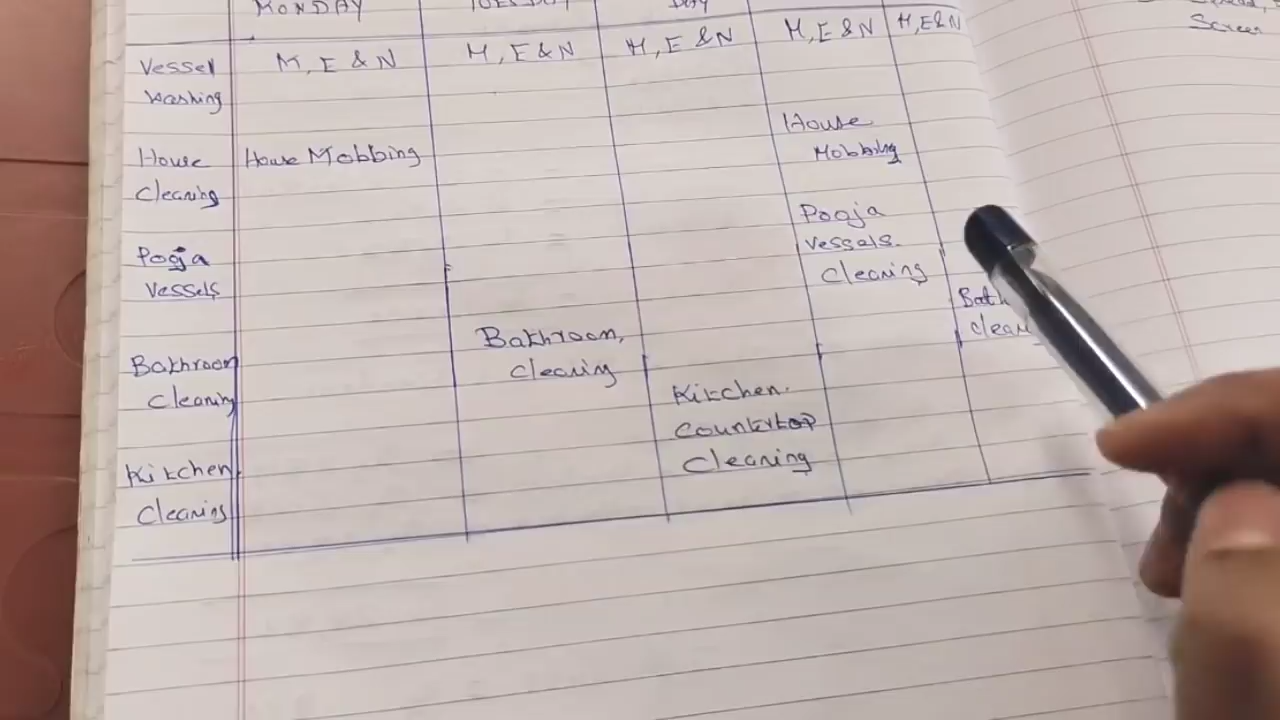 MONDAY
Vessel M, E & N M, E & N M, E & N M, E & N M, E & N
Washing
House
Mobbing
House House Mobbing
Cleaning
Pooja
vessels.
Cleaning
Pooja
vessels
Bathroom,
cleaning
Bathroom
cleaning
Kitchen.
countertop
cleaning
Kitchen
cleaning
Screen